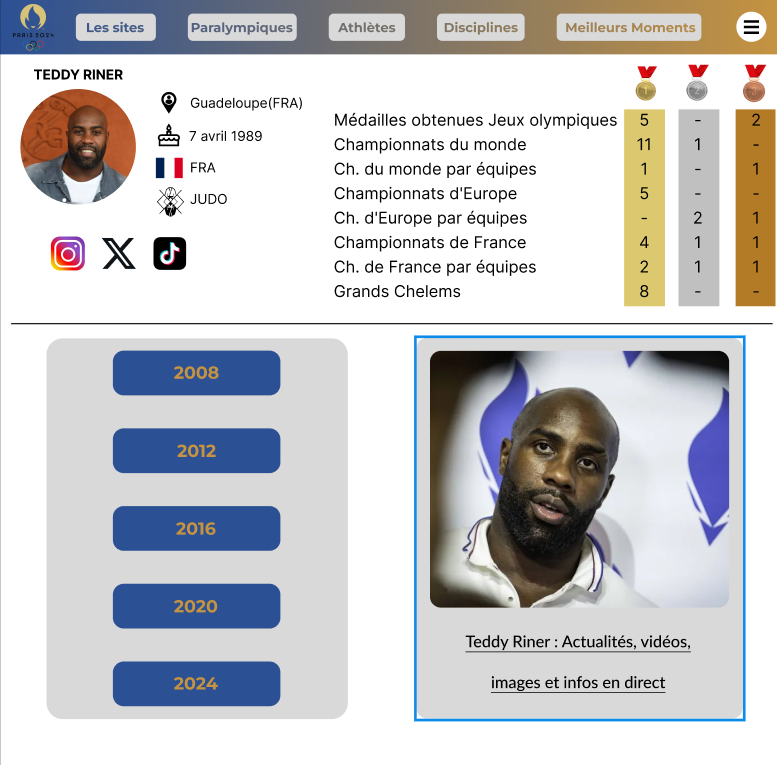 PARIS 2024
Les sites
Paralympiques
Athlètes
Disciplines
Meilleurs Moments
TEDDY RINER
Guadeloupe(FRA)
7 avril 1989
FRA
JUDO
1 2 3
Médailles obtenues Jeux olympiques 5 - 2
Championnats du monde 11 1 -
Ch. du monde par équipes 1 - 1
Championnats d'Europe 5 - -
Ch. d'Europe par équipes - 2 1
Championnats de France 4 1 1
Ch. de France par équipes 2 1 1
Grands Chelems 8 - -
2008
2012
2016
2020
2024
Teddy Riner : Actualités, vidéos,
images et infos en direct